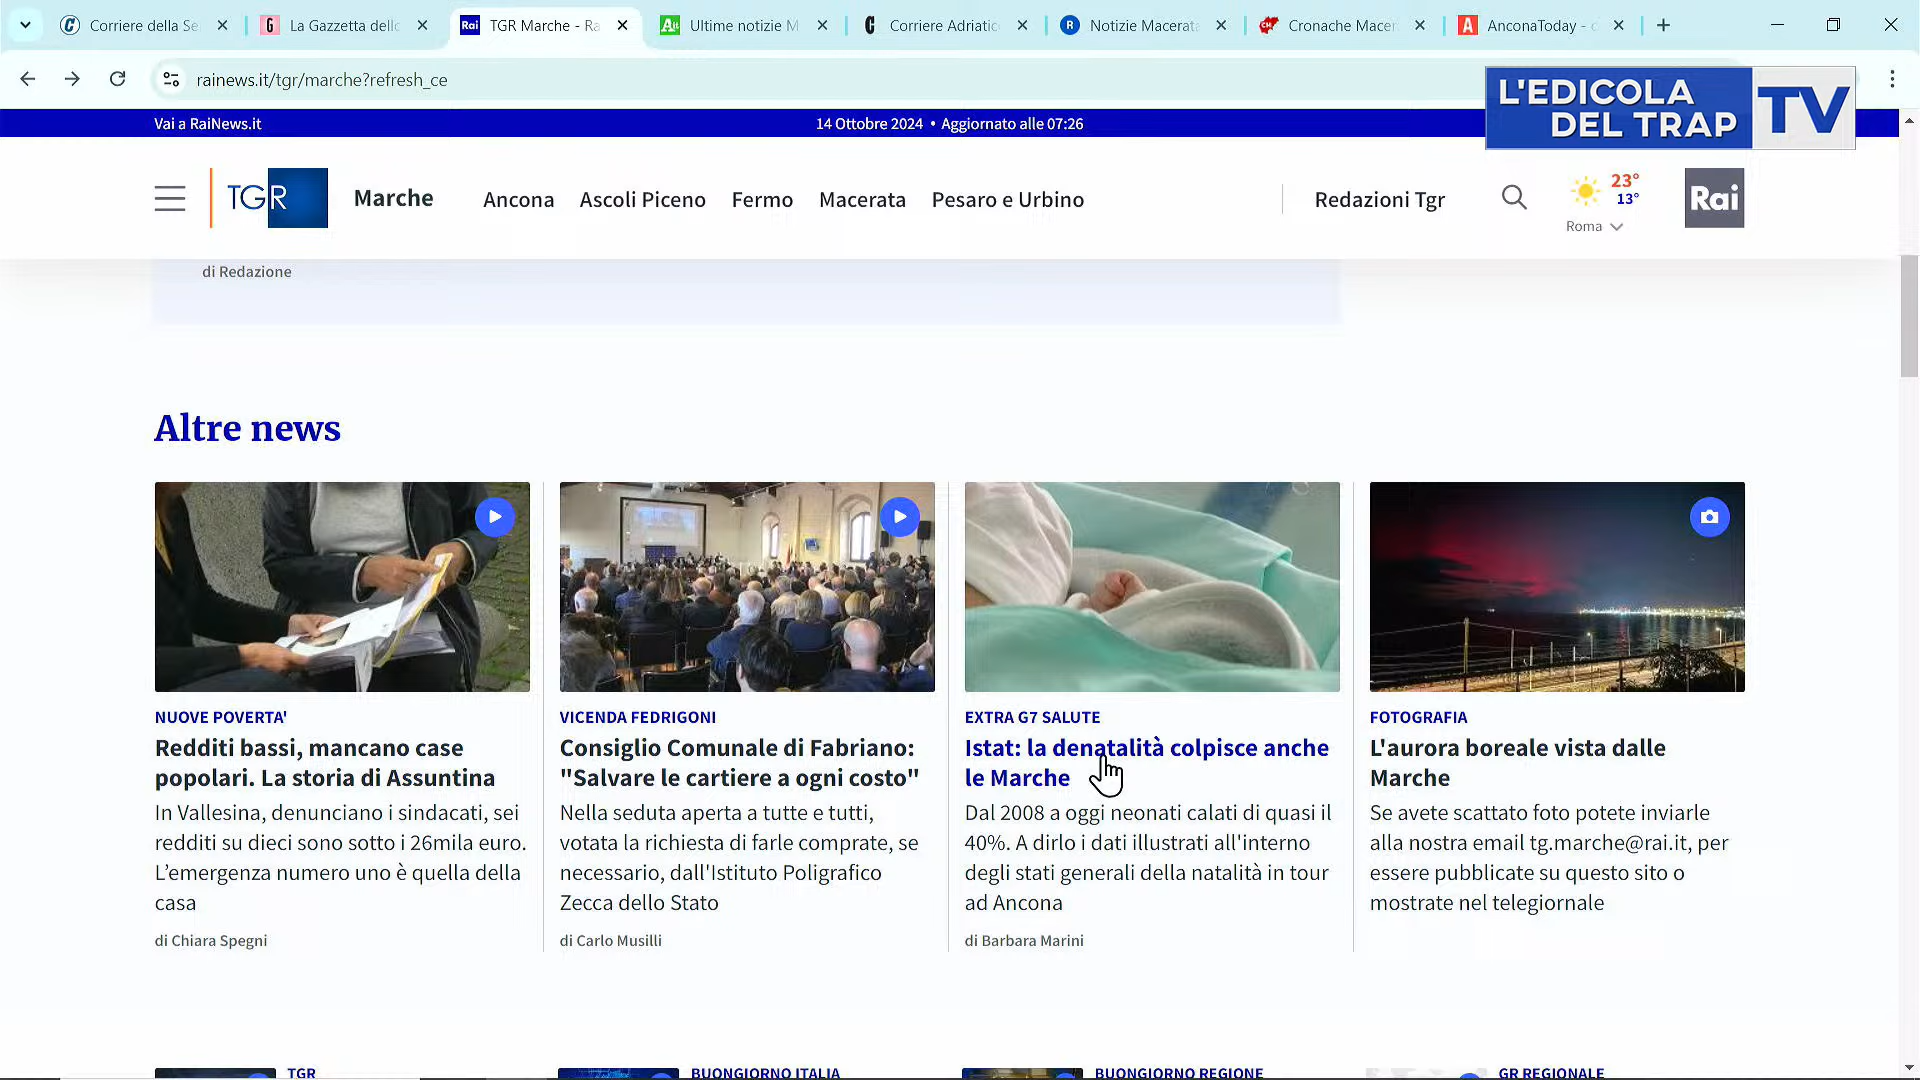 Corriere della Se
La Gazzetta dello
TGR Marche - Ra
Ultime notizie M
Corriere Adriatic
Notizie Macerata
Cronache Macer
AnconaToday - c
rainews.it/tgr/marche?refresh_ce
L'EDICOLA
DEL TRAP
TV
Vai a RaiNews.it
14 Ottobre 2024 • Aggiornato alle 07:26
TGR
Marche
Ancona
Ascoli Piceno
Fermo
Macerata
Pesaro e Urbino
Redazioni Tgr
23°
13°
Roma
Rai
di Redazione
Altre news
NUOVE POVERTA'
Redditi bassi, mancano case
popolari. La storia di Assuntina
In Vallesina, denunciano i sindacati, sei
redditi su dieci sono sotto i 26mila euro.
L'emergenza numero uno è quella della
casa
di Chiara Spegni
VICENDA FEDRIGONI
Consiglio Comunale di Fabriano:
"Salvare le cartiere a ogni costo"
Nella seduta aperta a tutte e tutti,
votata la richiesta di farle comprate, se
necessario, dall'Istituto Poligrafico
Zecca dello Stato
di Carlo Musilli
EXTRA G7 SALUTE
Istat: la denatalità colpisce anche
le Marche
Dal 2008 a oggi neonati calati di quasi il
40%. A dirlo i dati illustrati all'interno
degli stati generali della natalità in tour
ad Ancona
di Barbara Marini
FOTOGRAFIA
L'aurora boreale vista dalle
Marche
Se avete scattato foto potete inviarle
alla nostra email tg.marche@rai.it, per
essere pubblicate su questo sito o
mostrate nel telegiornale
TGR
BUONGIORNO ITALIA
BUONGIORNO REGIONE
GR REGIONALE